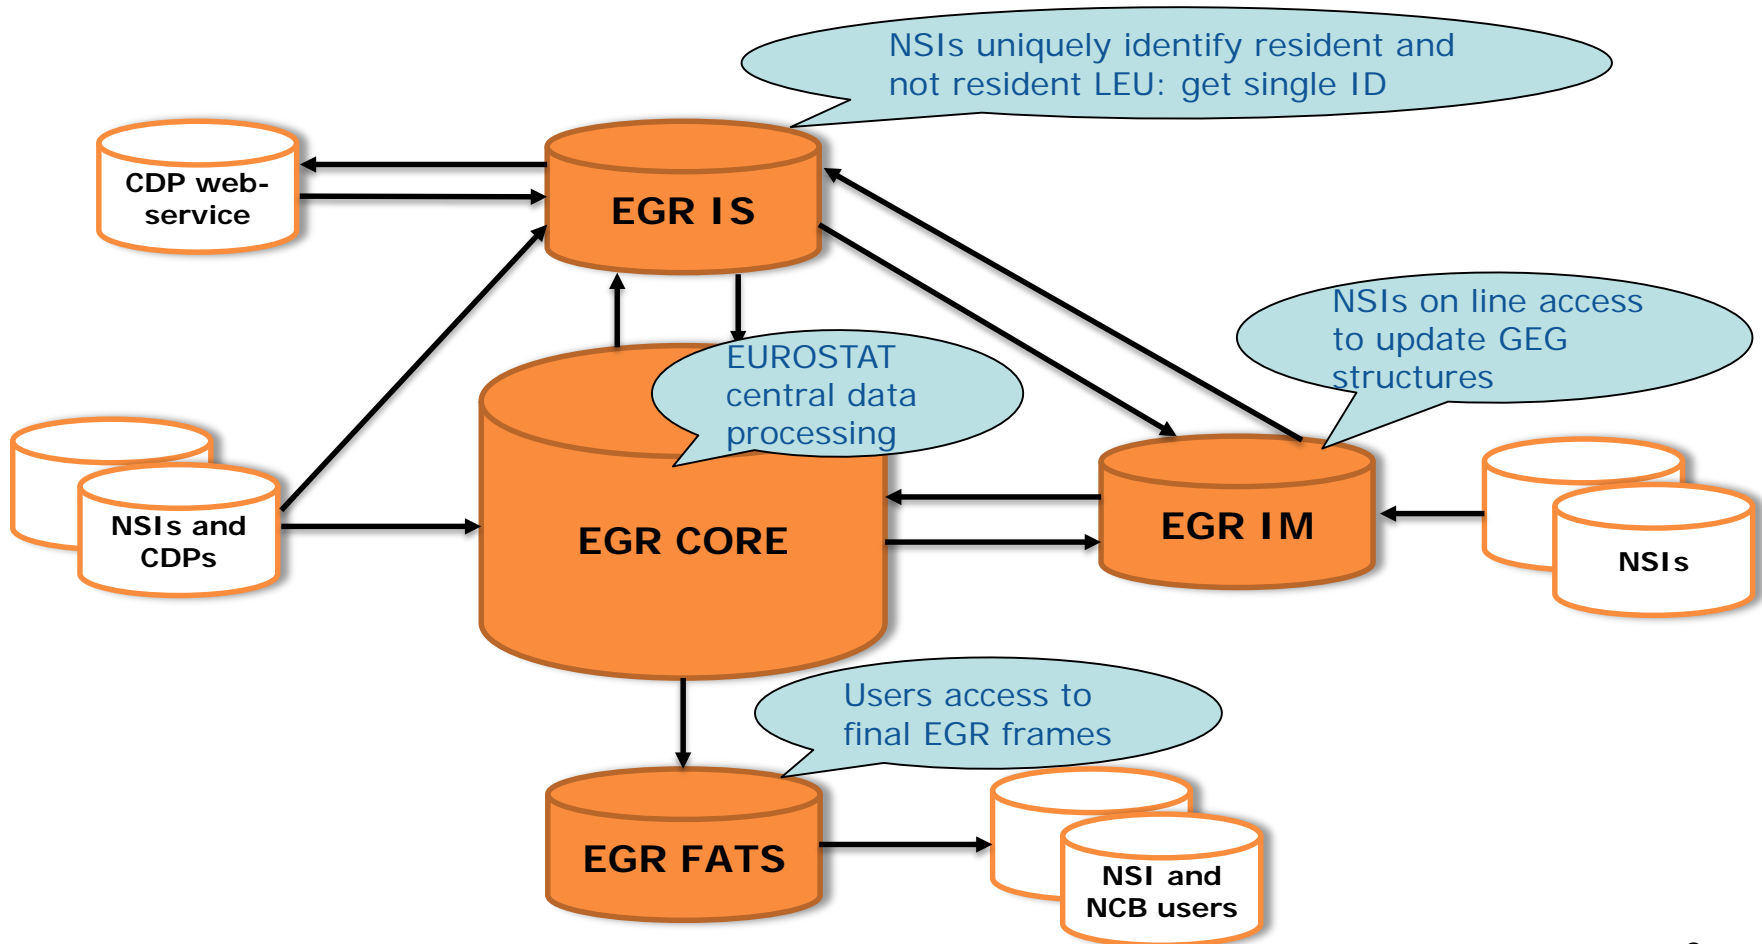 NSIs uniquely identify resident and
not resident LEU: get single ID
CDP web-
service
EGR IS
NSIs on line access
to update GEG
structures
EUROSTAT
central data
processing
NSIs and
CDPs
EGR CORE
EGR IM
NSIs
Users access to
final EGR frames
EGR FATS
NSI and
NCB users